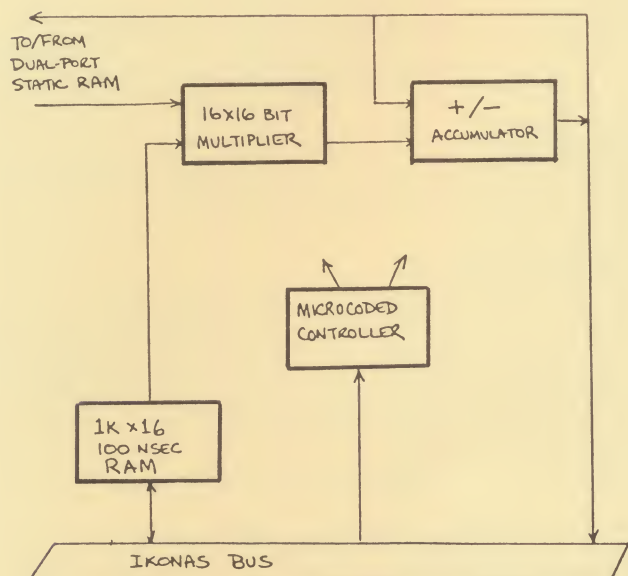 TO/FROM
DUAL-PORT
STATIC RAM
16X16 BIT
MULTIPLIER
+/-
ACCUMULATOR
MICROCODED
CONTROLLER
1K X16
100 NSEC
RAM
IKONAS BUS